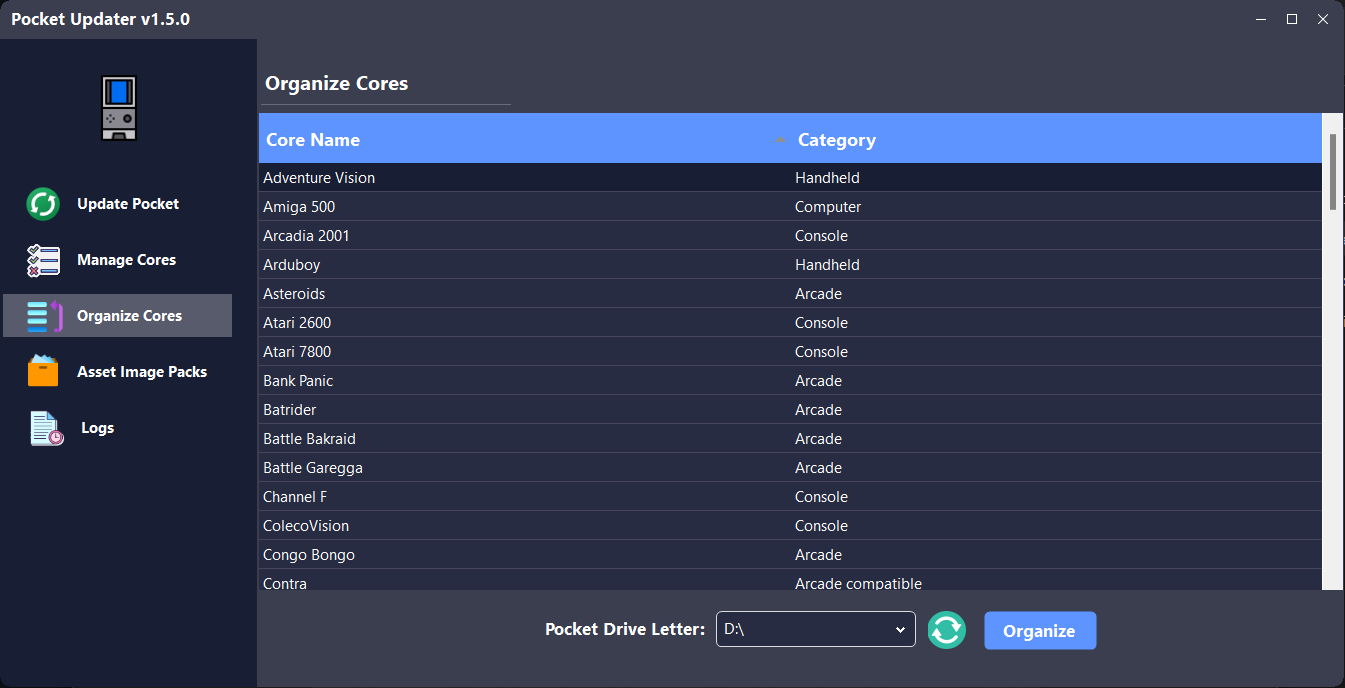 Pocket Updater v1.5.0
Update Pocket
Manage Cores
Organize Cores
Asset Image Packs
Logs
Organize Cores
Core Name Category
Adventure Vision Handheld
Amiga 500 Computer
Arcadia 2001 Console
Arduboy Handheld
Asteroids Arcade
Atari 2600 Console
Atari 7800 Console
Bank Panic Arcade
Batrider Arcade
Battle Bakraid Arcade
Battle Garegga Arcade
Channel F Console
ColecoVision Console
Congo Bongo Arcade
Contra Arcade compatible
Pocket Drive Letter: D:\ Organize